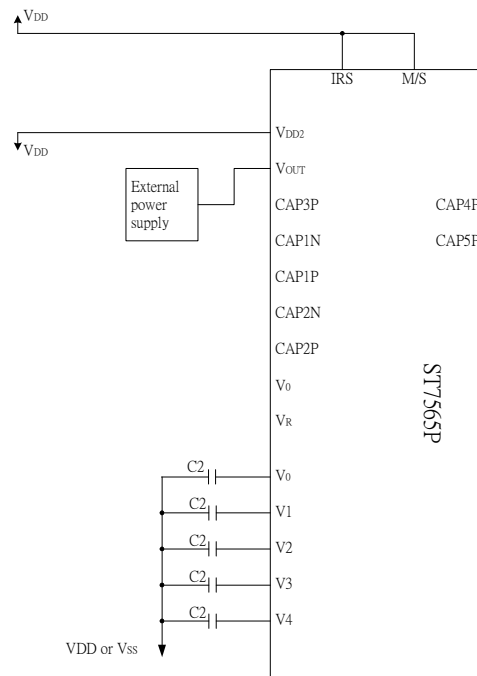 VDD
IRS M/S
VDD2
VDD
VOUT
External
power
supply
CAP3P CAP4P
CAP1N CAP5P
CAP1P
CAP2N
CAP2P
V0
VR
ST7565P
C2 V0
C2 V1
C2 V2
C2 V3
C2 V4
VDD or VSS